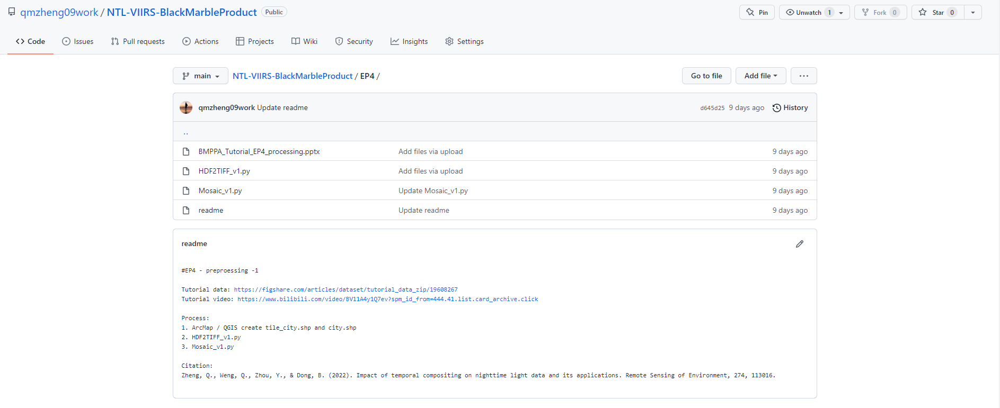 qmzheng09work / NTL-VIIRS-BlackMarbleProduct Public Pin Unwatch 1 Fork 0 Star 0
Code Issues Pull requests Actions Projects Wiki Security Insights Settings
main NTL-VIIRS-BlackMarbleProduct / EP4 / Go to file Add file ...
qmzheng09work Update readme d645d25 9 days ago History
..
BMPPA_Tutorial_EP4_processing.pptx Add files via upload 9 days ago
HDF2TIFF_v1.py Add files via upload 9 days ago
Mosaic_v1.py Update Mosaic_v1.py 9 days ago
readme Update readme 9 days ago
readme
#EP4 - preproessing -1
Tutorial data: https://figshare.com/articles/dataset/tutorial_data_zip/19608267
Tutorial video: https://www.bilibili.com/video/BV11A4y1Q7ev?spm_id_from=444.41.list.card_archive.click
Process:
1. ArcMap / QGIS create tile_city.shp and city.shp
2. HDF2TIFF_v1.py
3. Mosaic_v1.py
Citation:
Zheng, Q., Weng, Q., Zhou, Y., & Dong, B. (2022). Impact of temporal compositing on nighttime light data and its applications. Remote Sensing of Environment, 274, 113016.